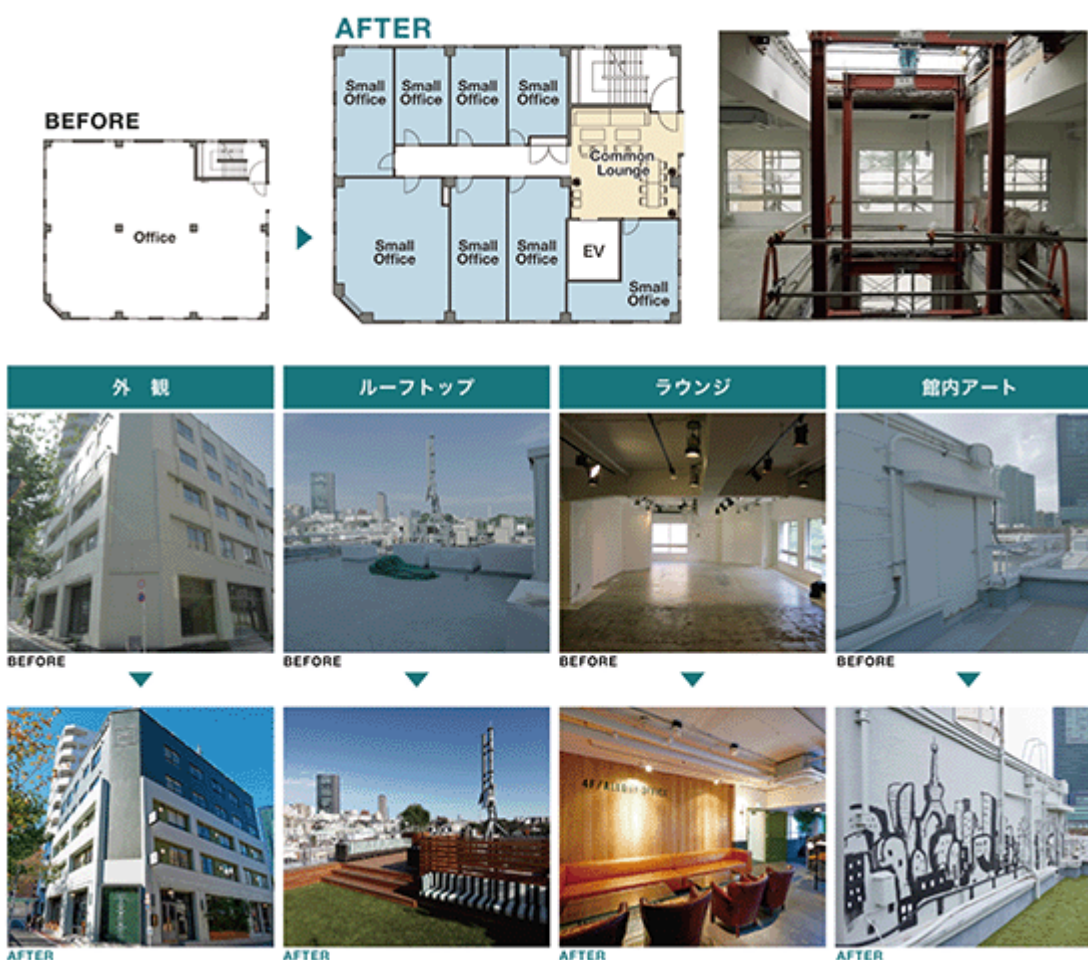 AFTER
BEFORE
Office
Small
Office
Small
Office
Small
Office
Small
Office
Common
Lounge
Small
Office
Small
Office
Small
Office
EV
Small
Office
外観
ルーフトップ
ラウンジ
館内アート
BEFORE
BEFORE
BEFORE
BEFORE
OFFICE
AFTER
AFTER
AFTER
AFTER